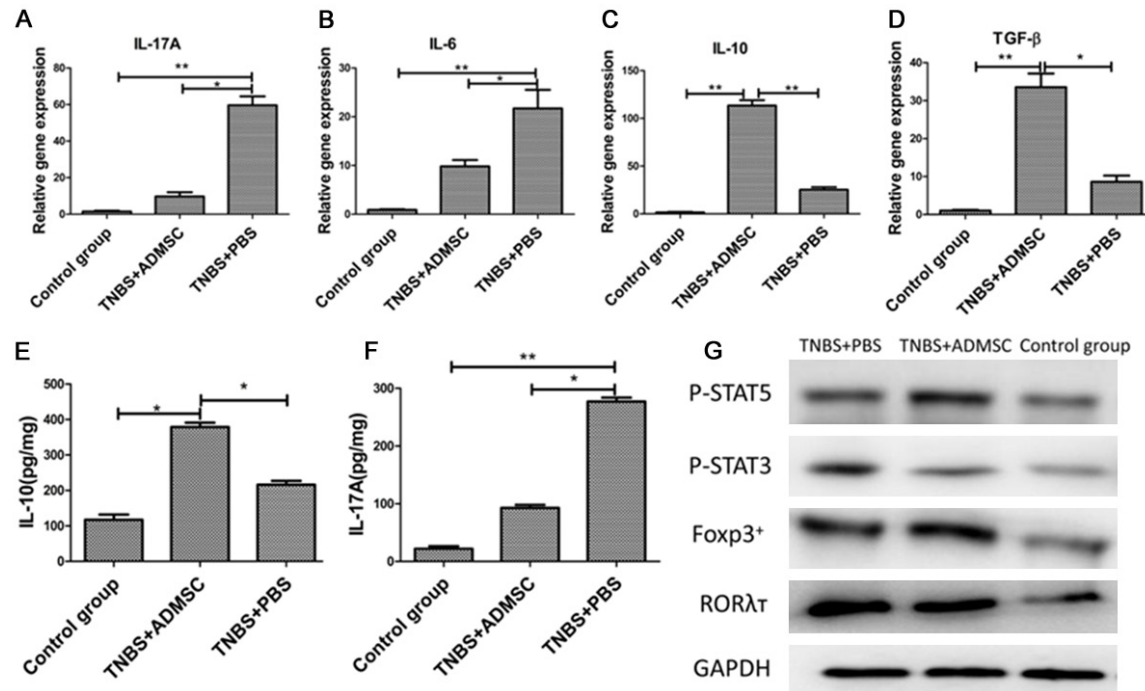 A
IL-17A
Relative gene expression
80
60
40
20
0
**
*
Control group
TNBS+ADMSC
TNBS+PBS
B
IL-6
Relative gene expression
30
20
10
0
**
*
Control group
TNBS+ADMSC
TNBS+PBS
C
IL-10
Relative gene expression
150
100
50
0
**
**
Control group
TNBS+ADMSC
TNBS+PBS
D
TGF-β
Relative gene expression
40
30
20
10
0
**
*
Control group
TNBS+ADMSC
TNBS+PBS
E
IL-10(pg/mg)
500
400
300
200
100
0
*
*
Control group
TNBS+ADMSC
TNBS+PBS
F
IL-17A(pg/mg)
300
200
100
0
**
*
Control group
TNBS+ADMSC
TNBS+PBS
G
TNBS+PBS TNBS+ADMSC Control group
P-STAT5
P-STAT3
Foxp3⁺
RORλτ
GAPDH